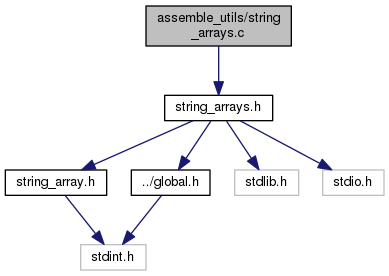 assemble_utils/string
_arrays.c
string_arrays.h
string_array.h
../global.h
stdlib.h
stdio.h
stdint.h